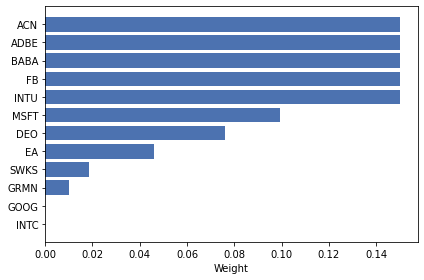 ACN
ADBE
BABA
FB
INTU
MSFT
DEO
EA
SWKS
GRMN
GOOG
INTC
0.00 0.02 0.04 0.06 0.08 0.10 0.12 0.14
Weight